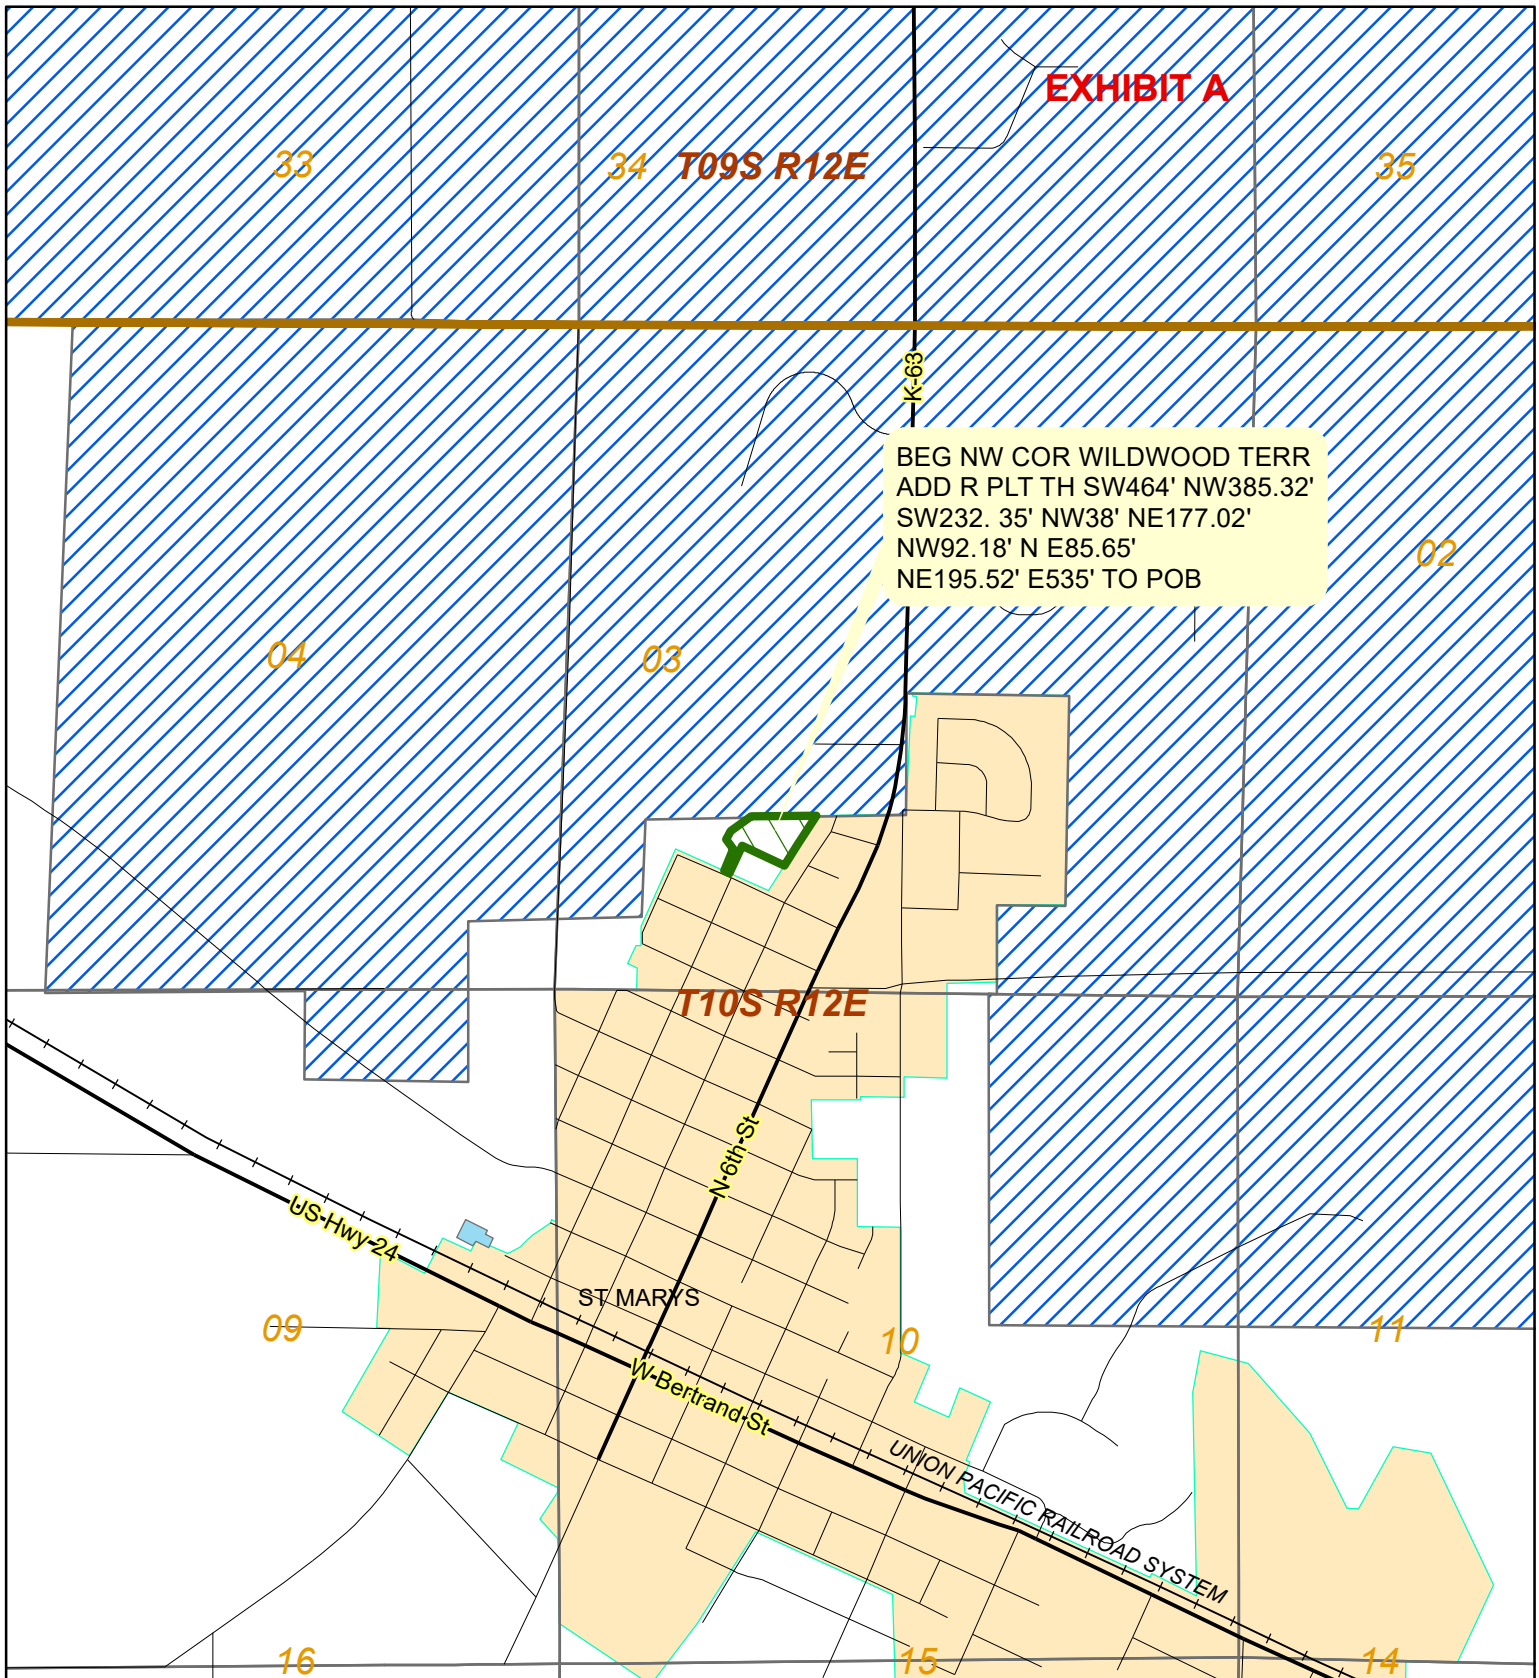 EXHIBIT A
33
34
T09S R12E
35
K-63
BEG NW COR WILDWOOD TERR
ADD R PLT TH SW464' NW385.32'
SW232. 35' NW38' NE177.02'
NW92.18' N E85.65'
NE195.52' E535' TO POB
02
04
03
T10S R12E
N 6th St
US Hwy 24
ST MARYS
09
10
11
W Bertrand St
UNION PACIFIC RAILROAD SYSTEM
16
15
14